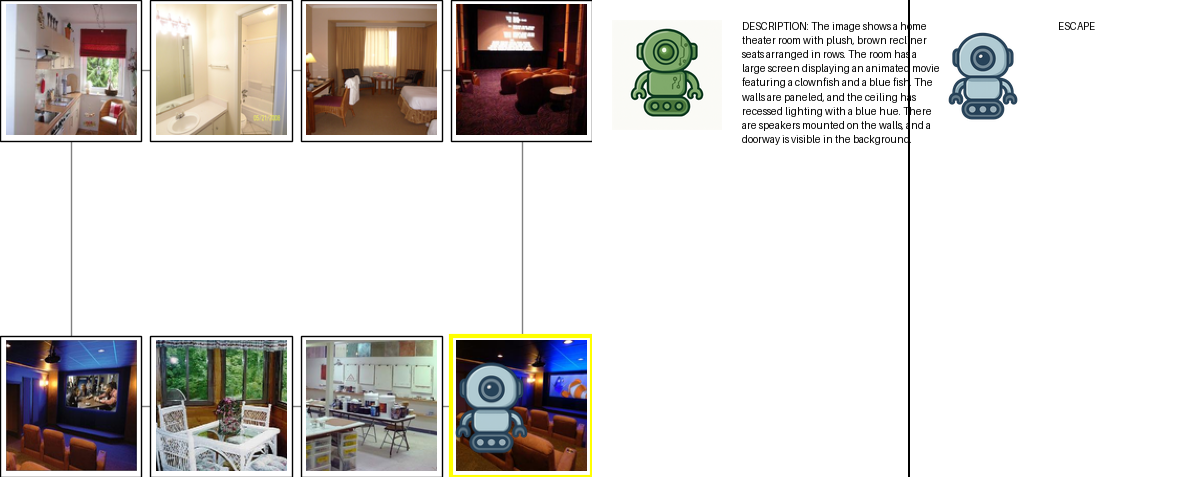 DESCRIPTION: The image shows a home
theater room with plush, brown recliner
seats arranged in rows. The room has a
large screen displaying an animated movie
featuring a clownfish and a blue fish. The
walls are paneled, and the ceiling has
recessed lighting with a blue hue. There
are speakers mounted on the walls, and a
doorway is visible in the background.
ESCAPE